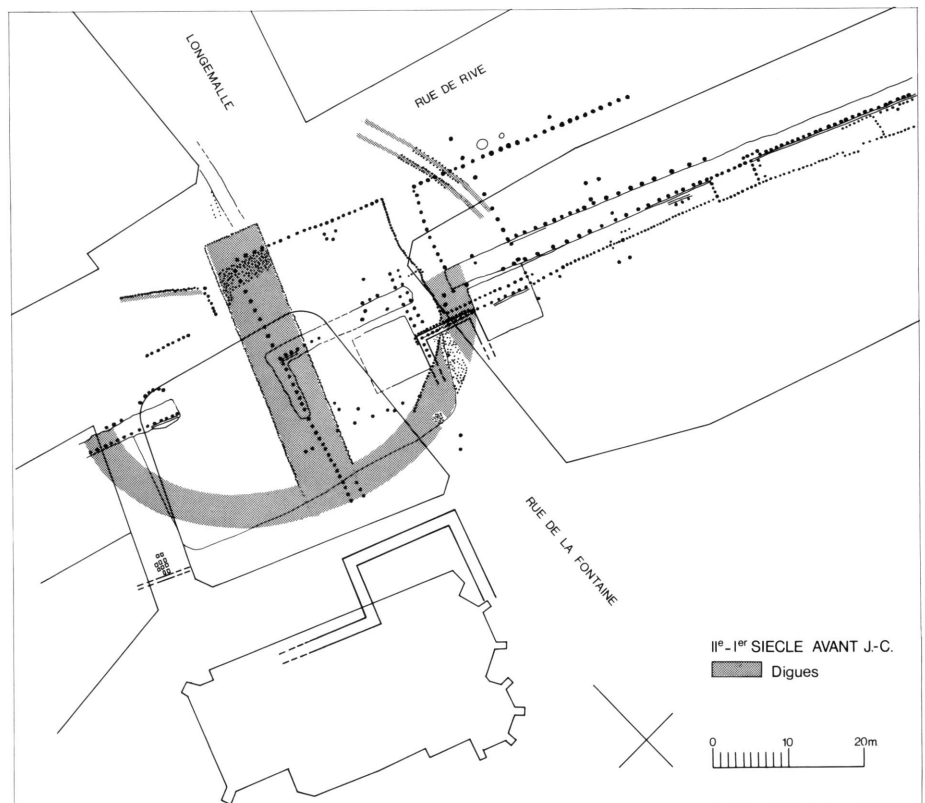 LONGEMALLE
RUE DE RIVE
RUE DE LA FONTAINE
IIe-Ier SIECLE AVANT J.-C.
Digues
0 10 20m